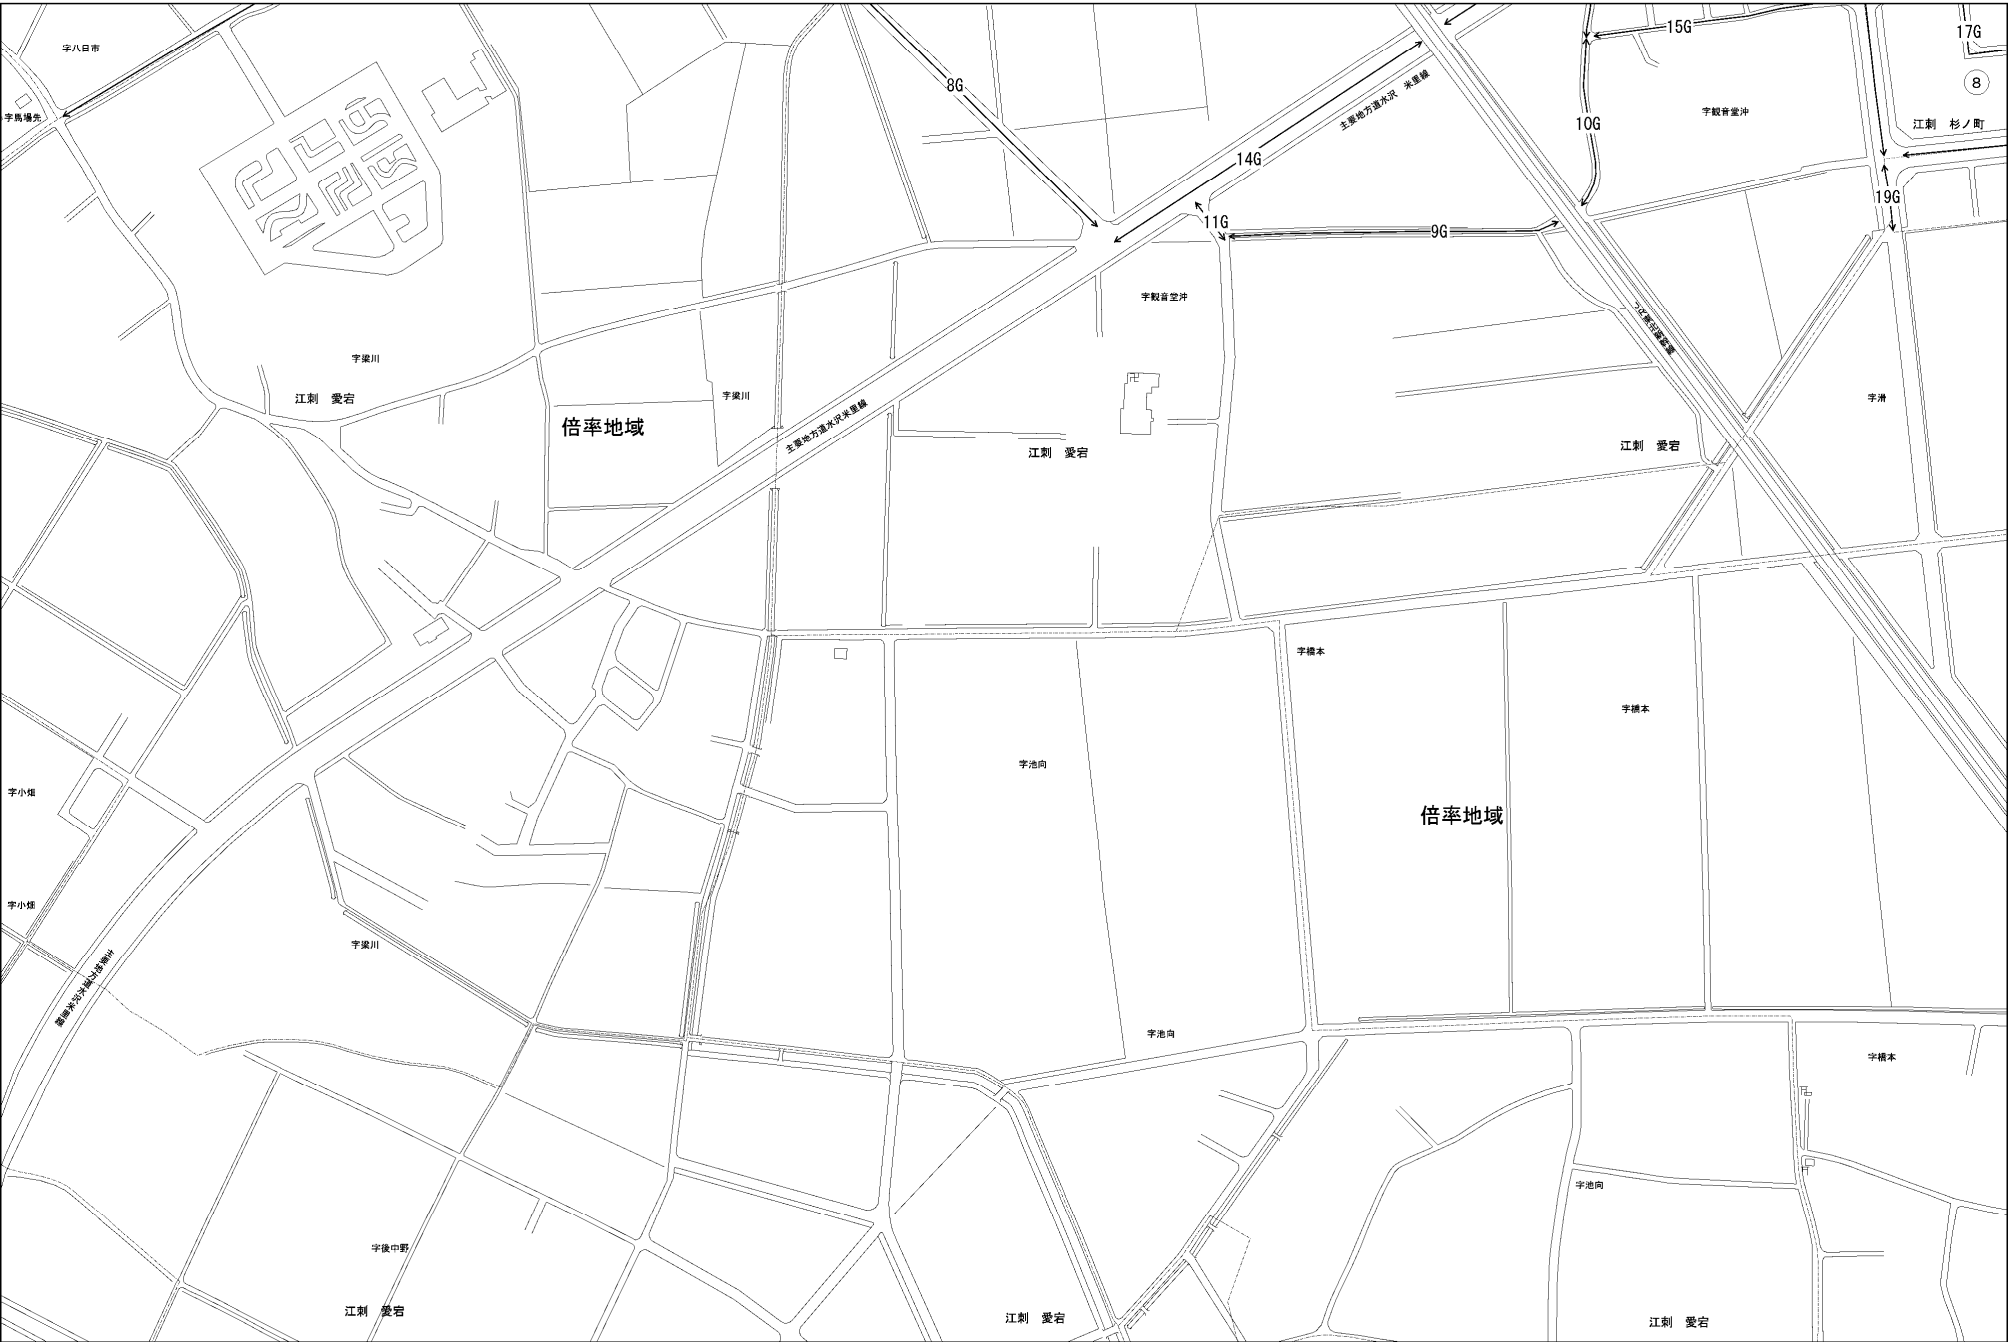 字八日市
字馬場先
8G
14G
主要地方道水沢　米里線
15G
17G
8
10G
字観音堂沖
江刺　杉ノ町
19G
11G
9G
字観音堂沖
字梁川
江刺　愛宕
字梁川
倍率地域
主要地方道水沢米里線
江刺　愛宕
字滑
江刺　愛宕
字橋本
字橋本
字池向
倍率地域
字小畑
字小畑
字梁川
主要地方道水沢米里線
字池向
字橋本
字池向
字後中野
江刺　愛宕
江刺　愛宕
江刺　愛宕